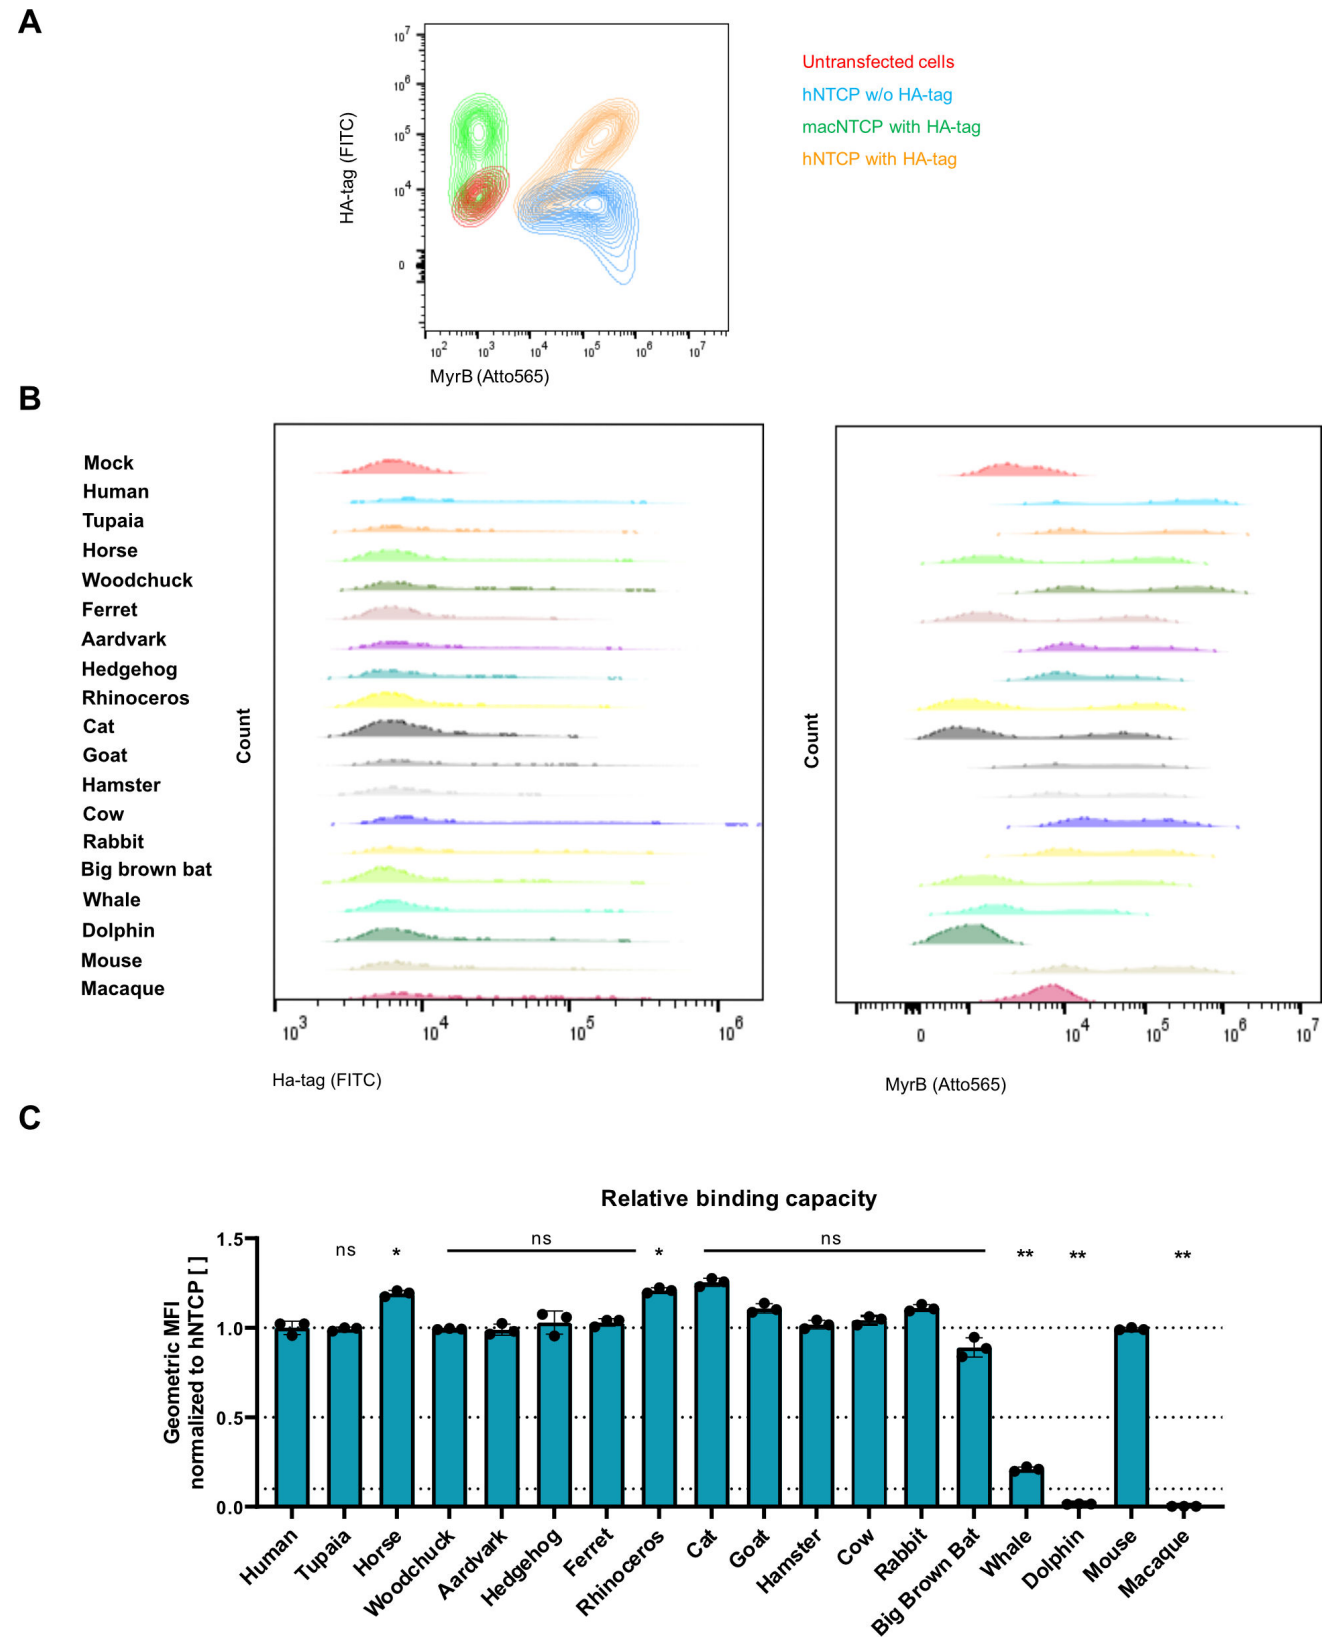 A
10^7
10^6
10^5
10^4
0
HA-tag (FITC)
10^2 10^3 10^4 10^5 10^6 10^7
MyrB (Atto565)
Untransfected cells
hNTCP w/o HA-tag
macNTCP with HA-tag
hNTCP with HA-tag
B
Mock
Human
Tupaia
Horse
Woodchuck
Ferret
Aardvark
Hedgehog
Rhinoceros
Cat
Goat
Hamster
Cow
Rabbit
Big brown bat
Whale
Dolphin
Mouse
Macaque
Count
10^3 10^4 10^5 10^6
Ha-tag (FITC)
Count
0 10^4 10^5 10^6 10^7
MyrB (Atto565)
C
Relative binding capacity
Geometric MFI
normalized to hNTCP [ ]
1.5
1.0
0.5
0.0
ns * ns * ns ** ** **
Human
Tupaia
Horse
Woodchuck
Aardvark
Hedgehog
Ferret
Rhinoceros
Cat
Goat
Hamster
Cow
Rabbit
Big Brown Bat
Whale
Dolphin
Mouse
Macaque